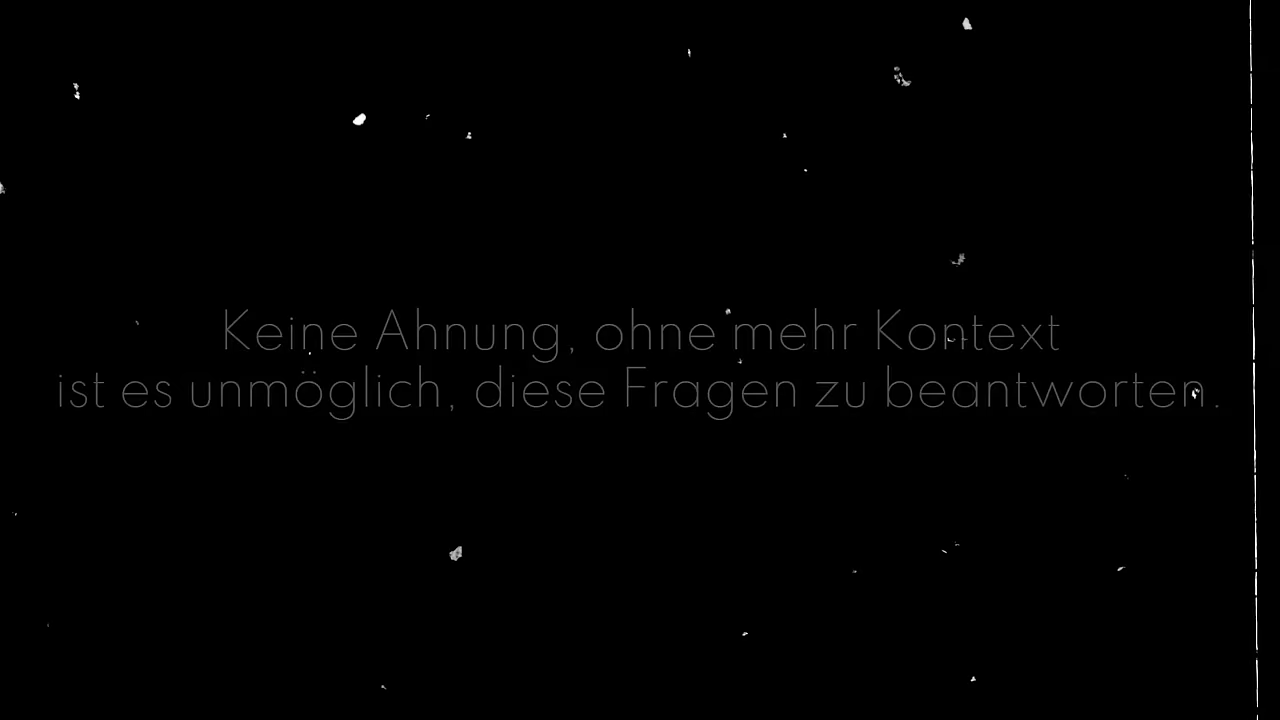 Keine Ahnung, ohne mehr Kontext
ist es unmöglich, diese Fragen zu beantworten.